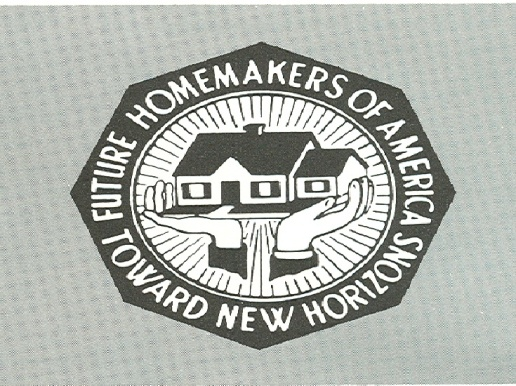 FUTURE HOMEMAKERS OF AMERICA
TOWARD NEW HORIZONS